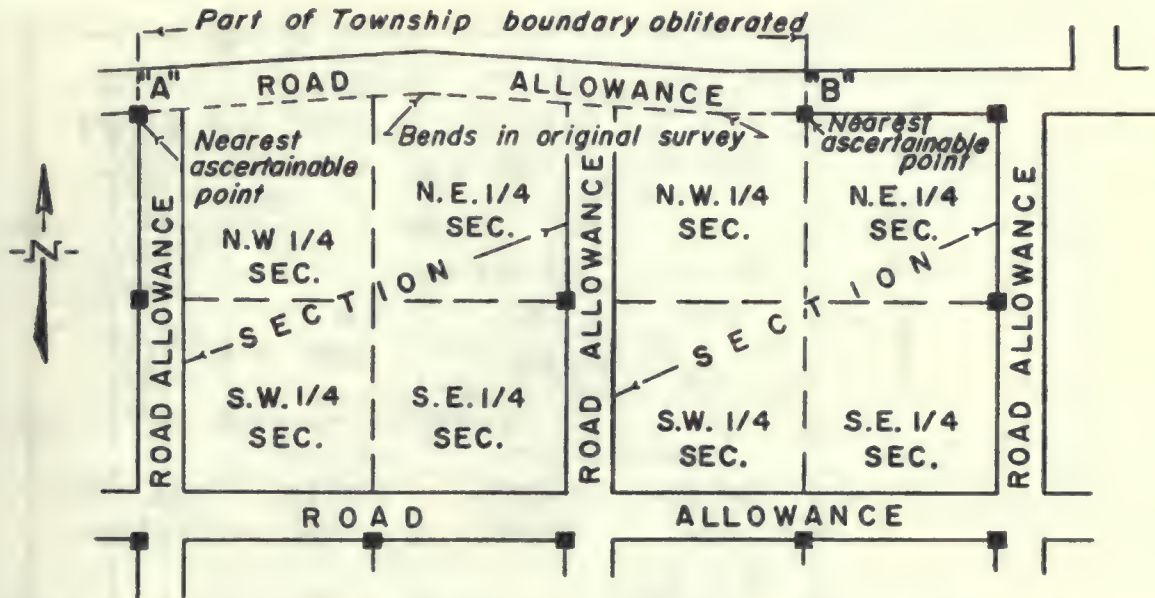 Part of Township boundary obliterated
"A" ROAD ALLOWANCE "B"
Nearest
ascertainable
point
Bends in original survey
Nearest
ascertainable
point
N
ROAD ALLOWANCE
N.W 1/4
SEC.
N.E. 1/4
SEC.
ROAD ALLOWANCE
N.W. 1/4
SEC.
N.E. 1/4
SEC.
ROAD ALLOWANCE
SECTION
SECTION
S.W. 1/4
SEC.
S.E. 1/4
SEC.
S.W. 1/4
SEC.
S.E. 1/4
SEC.
ROAD ALLOWANCE